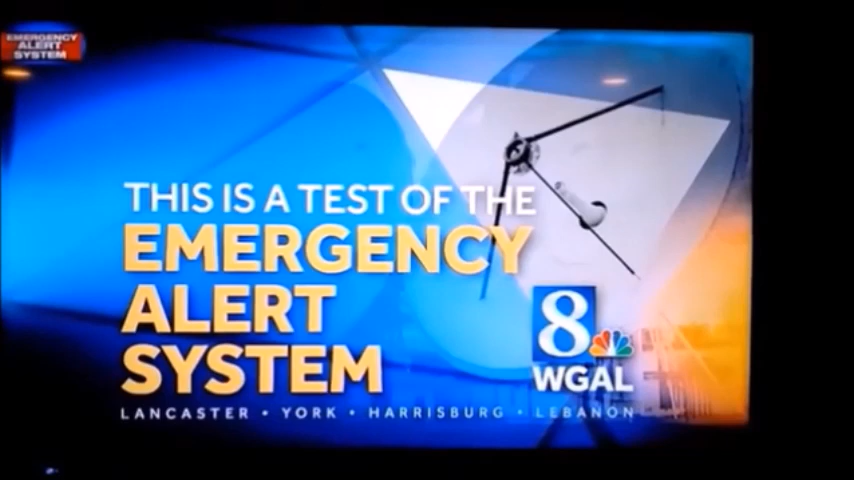 EMERGENCY
ALERT
SYSTEM
THIS IS A TEST OF THE
EMERGENCY
ALERT
SYSTEM
8
WGAL
LANCASTER • YORK • HARRISBURG • LEBANON